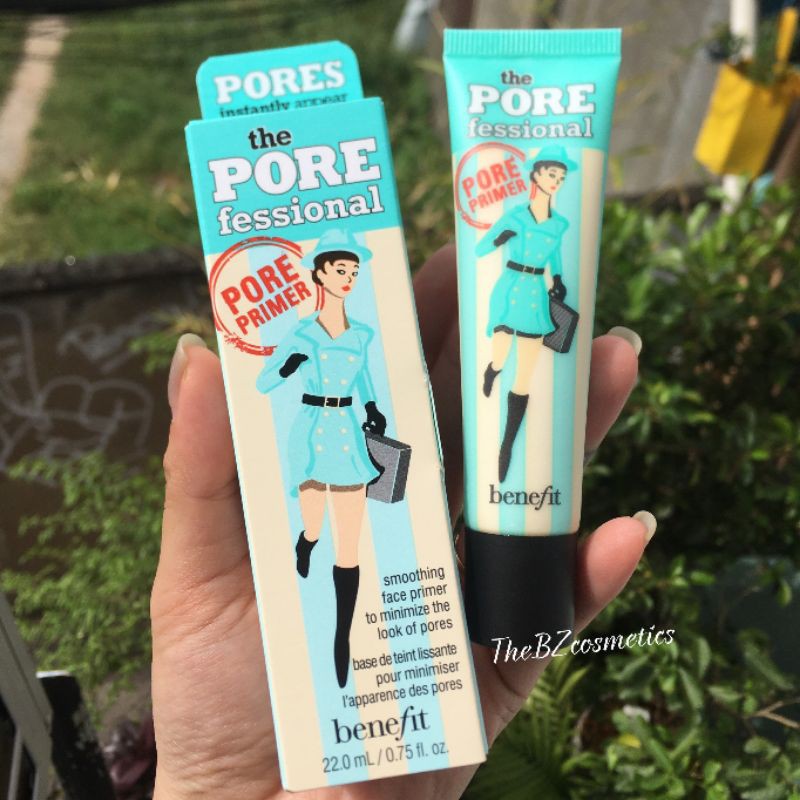 PORES
instantly appear
the
PORE
fessional
PORE
PRIMER
smoothing
face primer
to minimize the
look of pores
base de teint lissante
pour minimiser
l'apparence des pores
benefit
22.0 mL / 0.75 fl. oz.
the
PORE
fessional
PORE
PRIMER
benefit
TheBZcosmetics